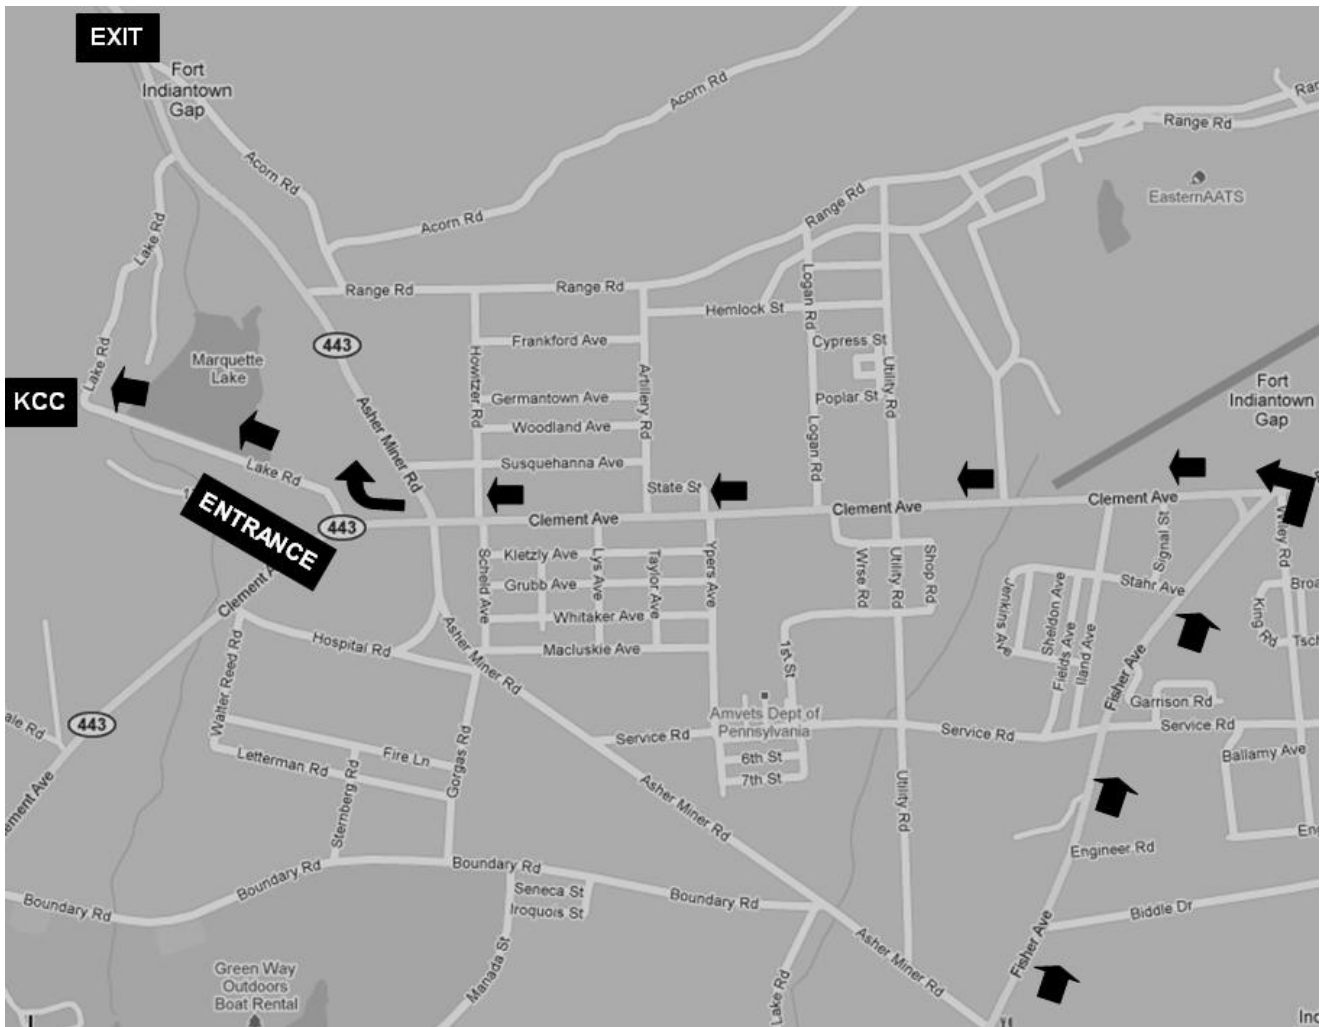 EXIT
Fort
Indiantown
Gap
Acorn Rd
Acorn Rd
Acorn Rd
Range Rd
Range Rd
EasternAATS
Lake Rd
Range Rd
Range Rd
Logan Rd
Hemlock St
443
Frankford Ave
Cypress St
Marquette
Lake
Lake Rd
Howitzer Rd
Artillery Rd
Utility Rd
Fort
Indiantown
Gap
KCC
Germantown Ave
Poplar St
Asher Miner Rd
Woodland Ave
Logan Rd
Susquehanna Ave
Lake Rd
State St
Clement Ave
Clement Ave
Clement Ave
443
ENTRANCE
Signal St
Wiley Rd
Scheld Ave
Kletzly Ave
Lys Ave
Taylor Ave
Ypers Ave
Wrse Rd
Utility Rd
Shop Rd
Grubb Ave
Jenkins Ave
Sheldon Ave
Stahr Ave
King Rd
Clement
Whitaker Ave
Hospital Rd
Macluskie Ave
1st St
Fields Ave
Walter Reed Rd
Asher Miner Rd
Fisher Ave
Garrison Rd
443
Amvets Dept of
Pennsylvania
Service Rd
Service Rd
Service Rd
Fire Ln
Letterman Rd
Gorgas Rd
6th St
7th St
Ballamy Ave
Sternberg Rd
Asher Miner Rd
Utility Rd
Engineer Rd
Boundary Rd
Boundary Rd
Boundary Rd
Boundary Rd
Seneca St
Iroquois St
Biddle Dr
Manada St
Asher Miner Rd
Fisher Ave
Lake Rd
Green Way
Outdoors
Boat Rental